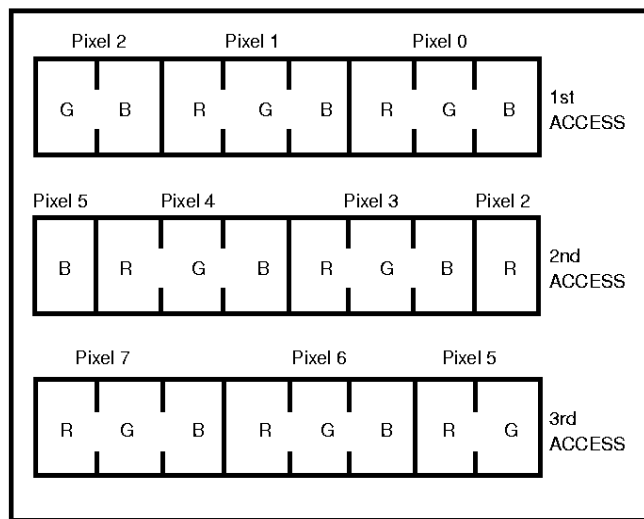 Pixel 2 Pixel 1 Pixel 0
G B R G B R G B 1st
ACCESS
Pixel 5 Pixel 4 Pixel 3 Pixel 2
B R G B R G B R 2nd
ACCESS
Pixel 7 Pixel 6 Pixel 5
R G B R G B R G 3rd
ACCESS